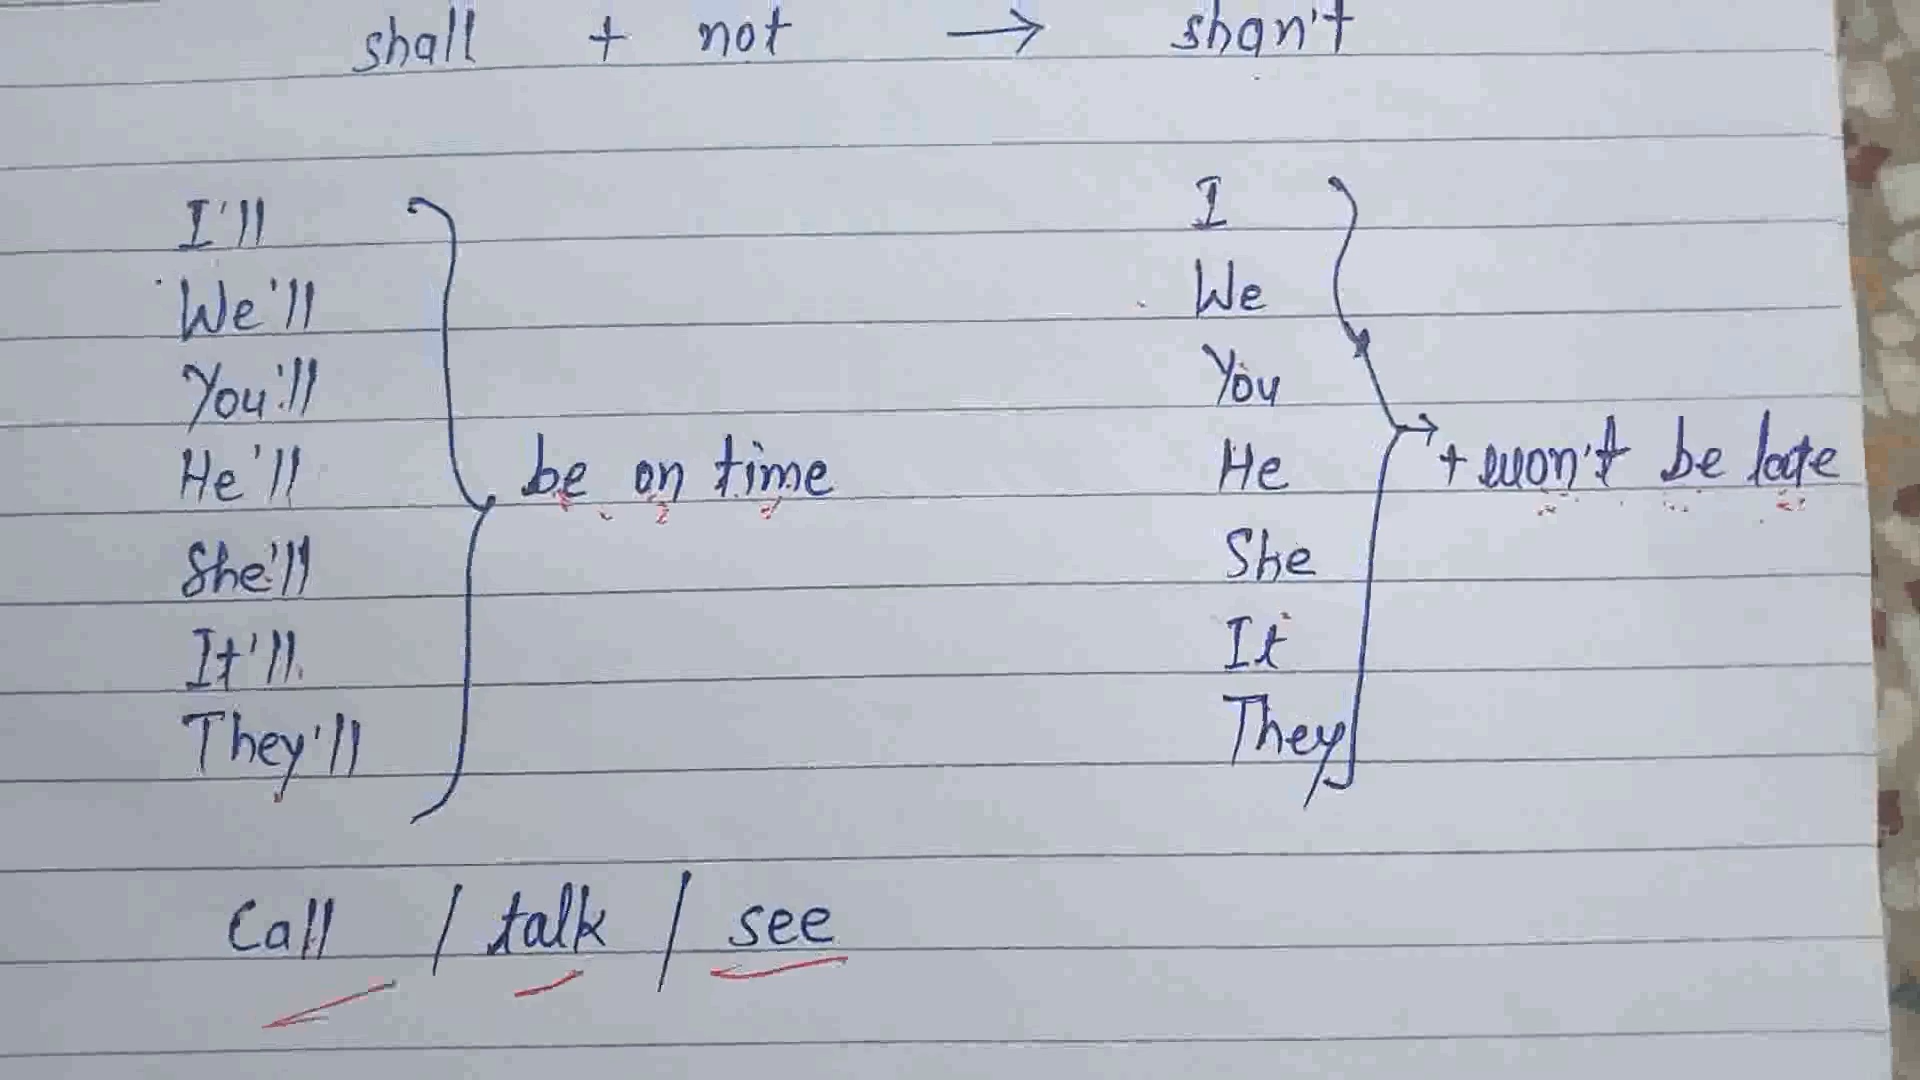 shall + not → shan't
I'll I
We'll We
You'll You
He'll be on time He + won't be late
She'll She
It'll It
They'll They
Call / talk / see